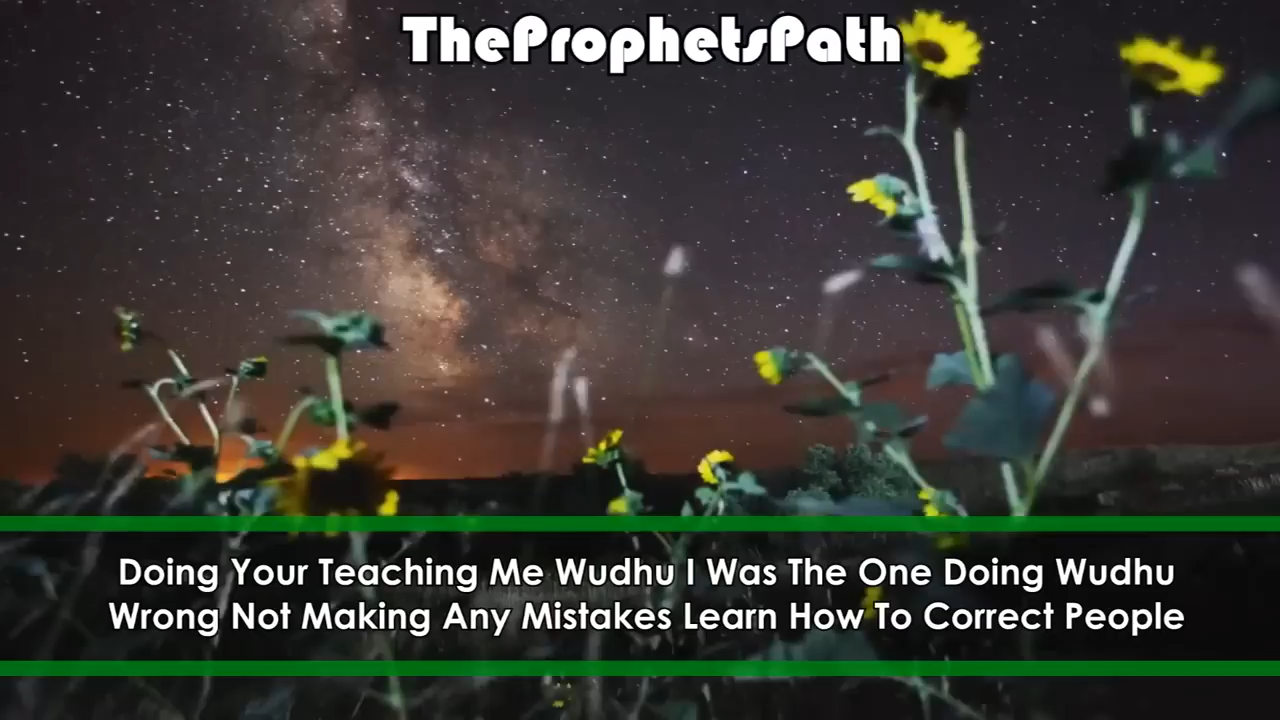 TheProphetsPath
Doing Your Teaching Me Wudhu I Was The One Doing Wudhu
Wrong Not Making Any Mistakes Learn How To Correct People